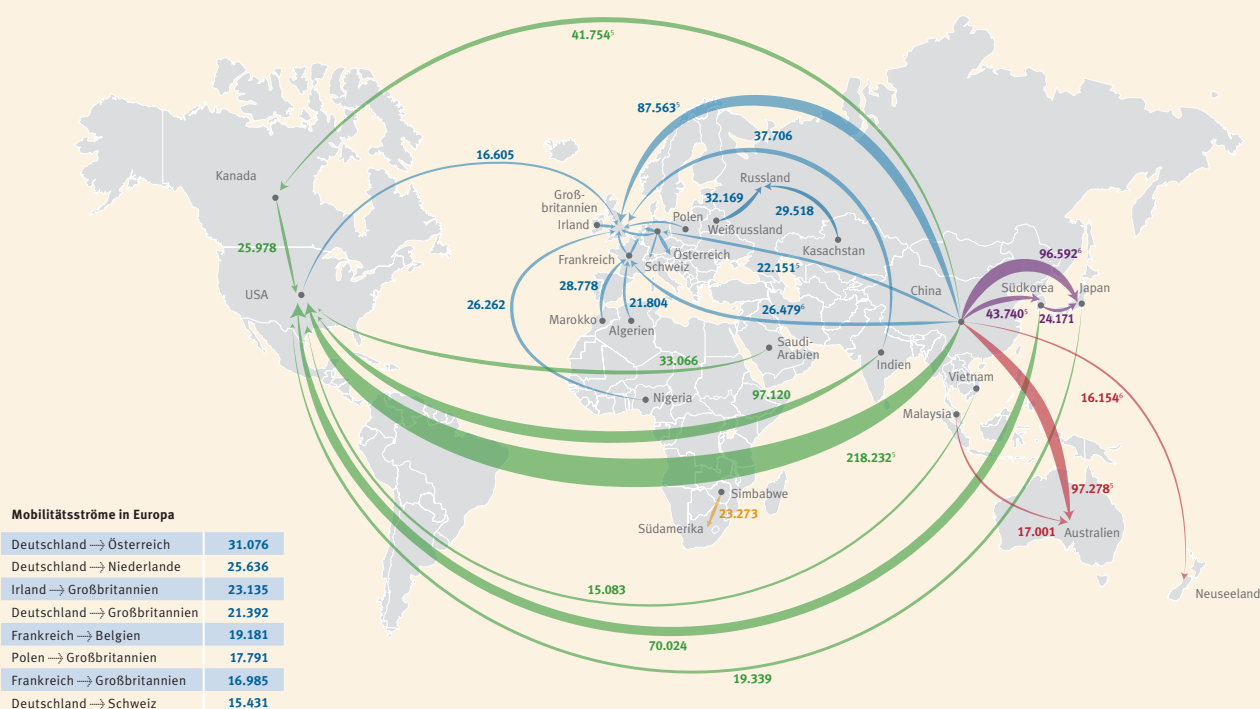 41.754⁵
87.563⁵
37.706
16.605
Kanada
Russland
Groß-
britannien
32.169
29.518
Polen
Irland
Weißrussland
25.978
Kasachstan
96.592⁶
Österreich
Frankreich
Schweiz
22.151⁵
28.778
China
Südkorea
Japan
USA
26.262
21.804
26.479⁶
43.740⁵
24.171
Marokko
Algerien
Saudi-
Arabien
33.066
Indien
Vietnam
97.120
Nigeria
16.154⁶
Malaysia
218.232⁵
97.278⁵
Simbabwe
23.273
Südamerika
17.001
Australien
15.083
Neuseeland
70.024
19.339
Mobilitätsströme in Europa
Deutschland → Österreich 31.076
Deutschland → Niederlande 25.636
Irland → Großbritannien 23.135
Deutschland → Großbritannien 21.392
Frankreich → Belgien 19.181
Polen → Großbritannien 17.791
Frankreich → Großbritannien 16.985
Deutschland → Schweiz 15.431